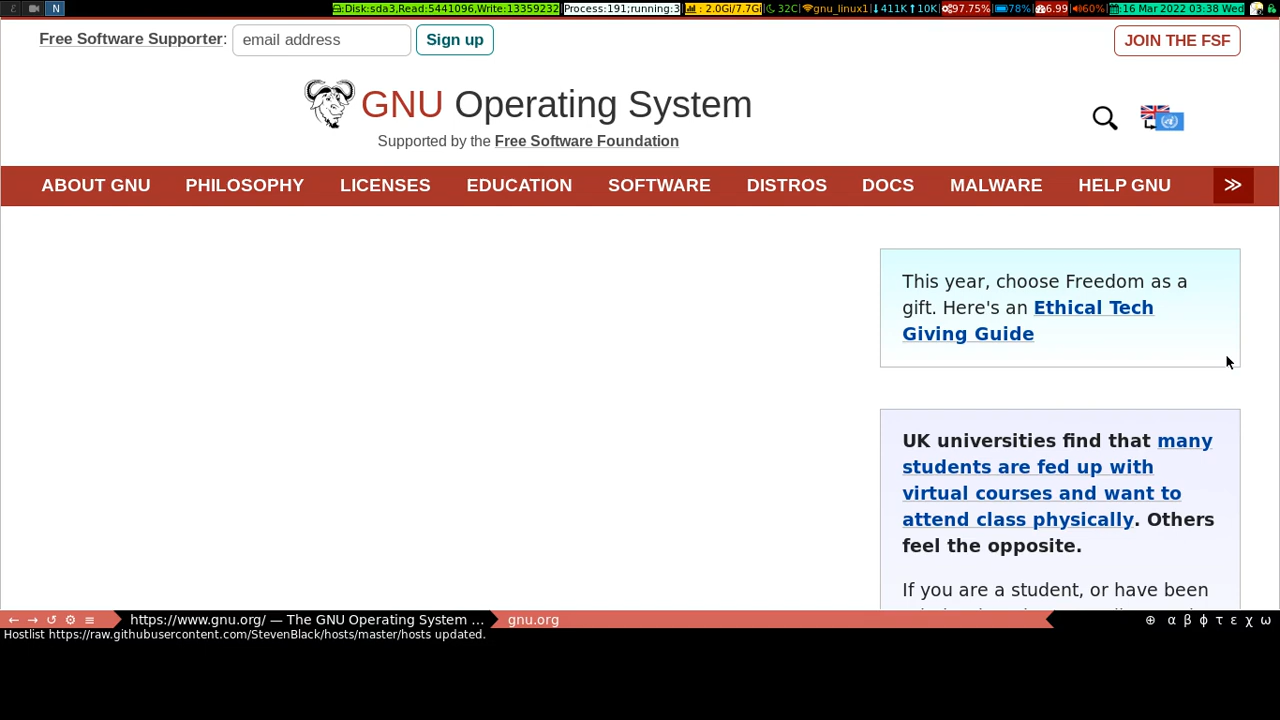 ℰ N Disk:sda3,Read:5441096,Write:13359232 Process:191;running:3 : 2.0Gi/7.7Gi 32C gnu_linux1 411K 10K 97.75% 78% 6.99 60% :16 Mar 2022 03:38 Wed
Free Software Supporter: email address Sign up JOIN THE FSF
GNU Operating System
Supported by the Free Software Foundation
ABOUT GNU PHILOSOPHY LICENSES EDUCATION SOFTWARE DISTROS DOCS MALWARE HELP GNU ≫
This year, choose Freedom as a
gift. Here's an Ethical Tech
Giving Guide
UK universities find that many
students are fed up with
virtual courses and want to
attend class physically. Others
feel the opposite.
If you are a student, or have been
← → ↺ ⚙ ≡ https://www.gnu.org/ — The GNU Operating System … gnu.org ⊕ α β ϕ τ ε χ ω
Hostlist https://raw.githubusercontent.com/StevenBlack/hosts/master/hosts updated.